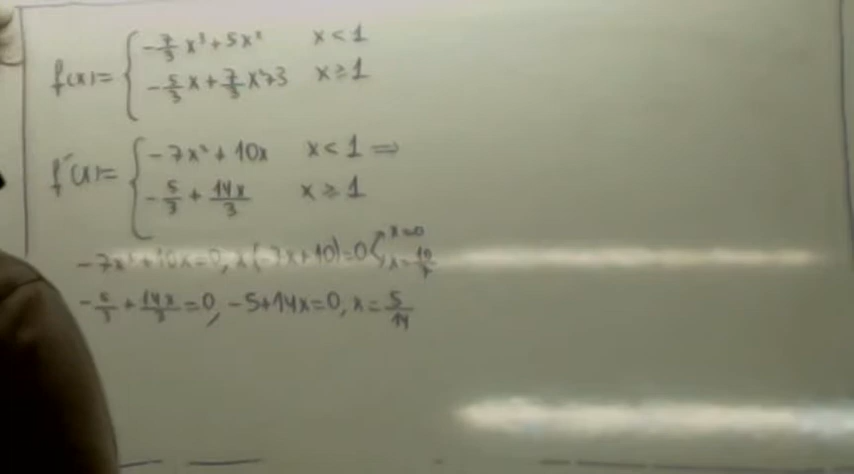 f(x)= { -7/3 x³ + 5x² x < 1
-5/3 x + 7/3 x² + 3 x ≥ 1
f'(x)= { -7x² + 10x x < 1 ⇒
-5/3 + 14x/3 x ≥ 1
-7x² + 10x = 0, x(-7x + 10) = 0 x = 0
x = 10/7
-5/3 + 14x/3 = 0, -5 + 14x = 0, x = 5/14